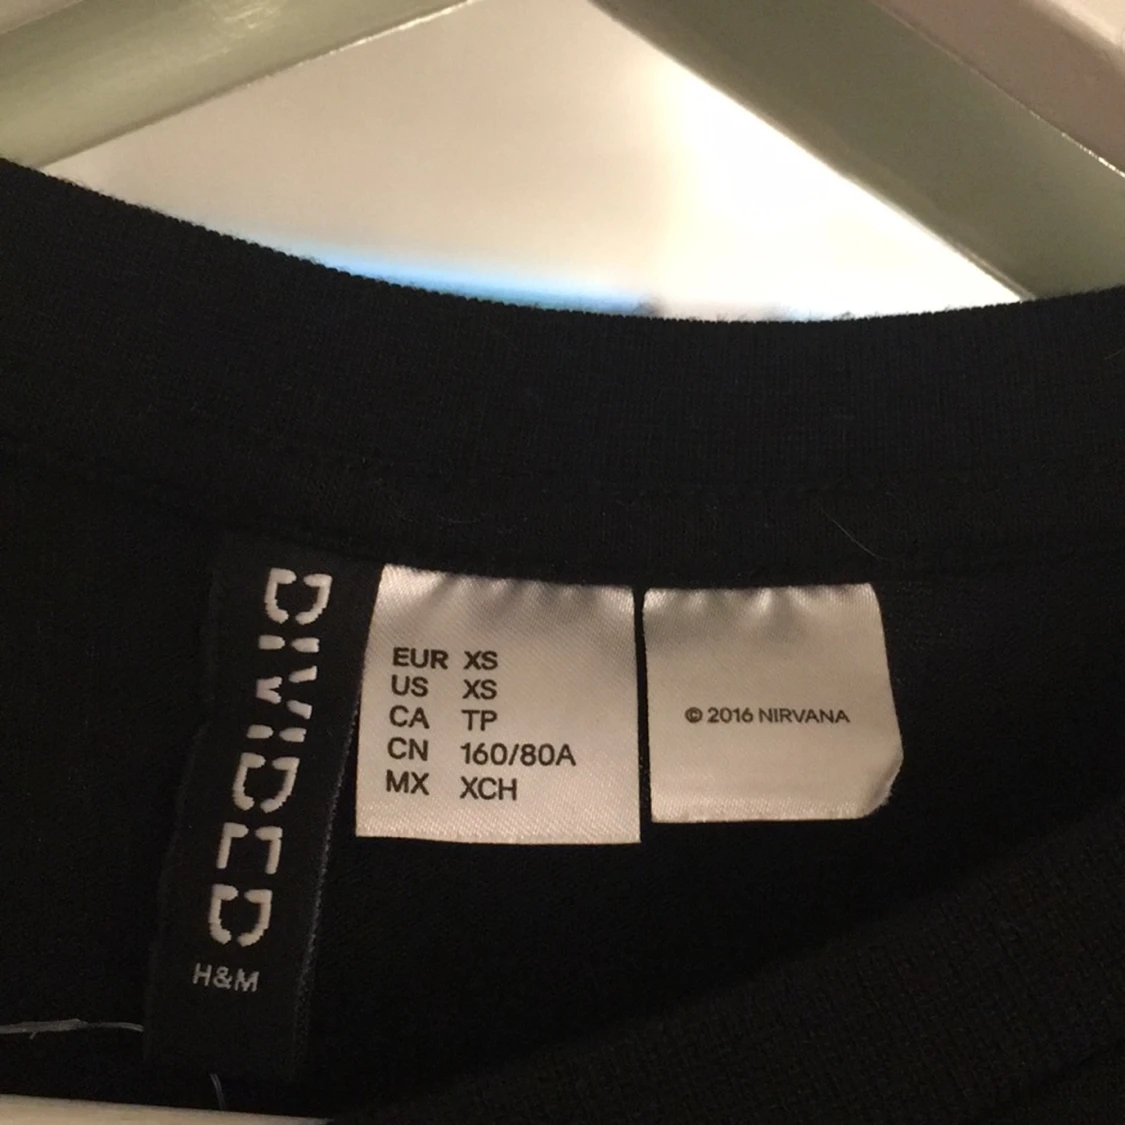 DIVIDED
H&M
EUR XS
US XS
CA TP
CN 160/80A
MX XCH
© 2016 NIRVANA